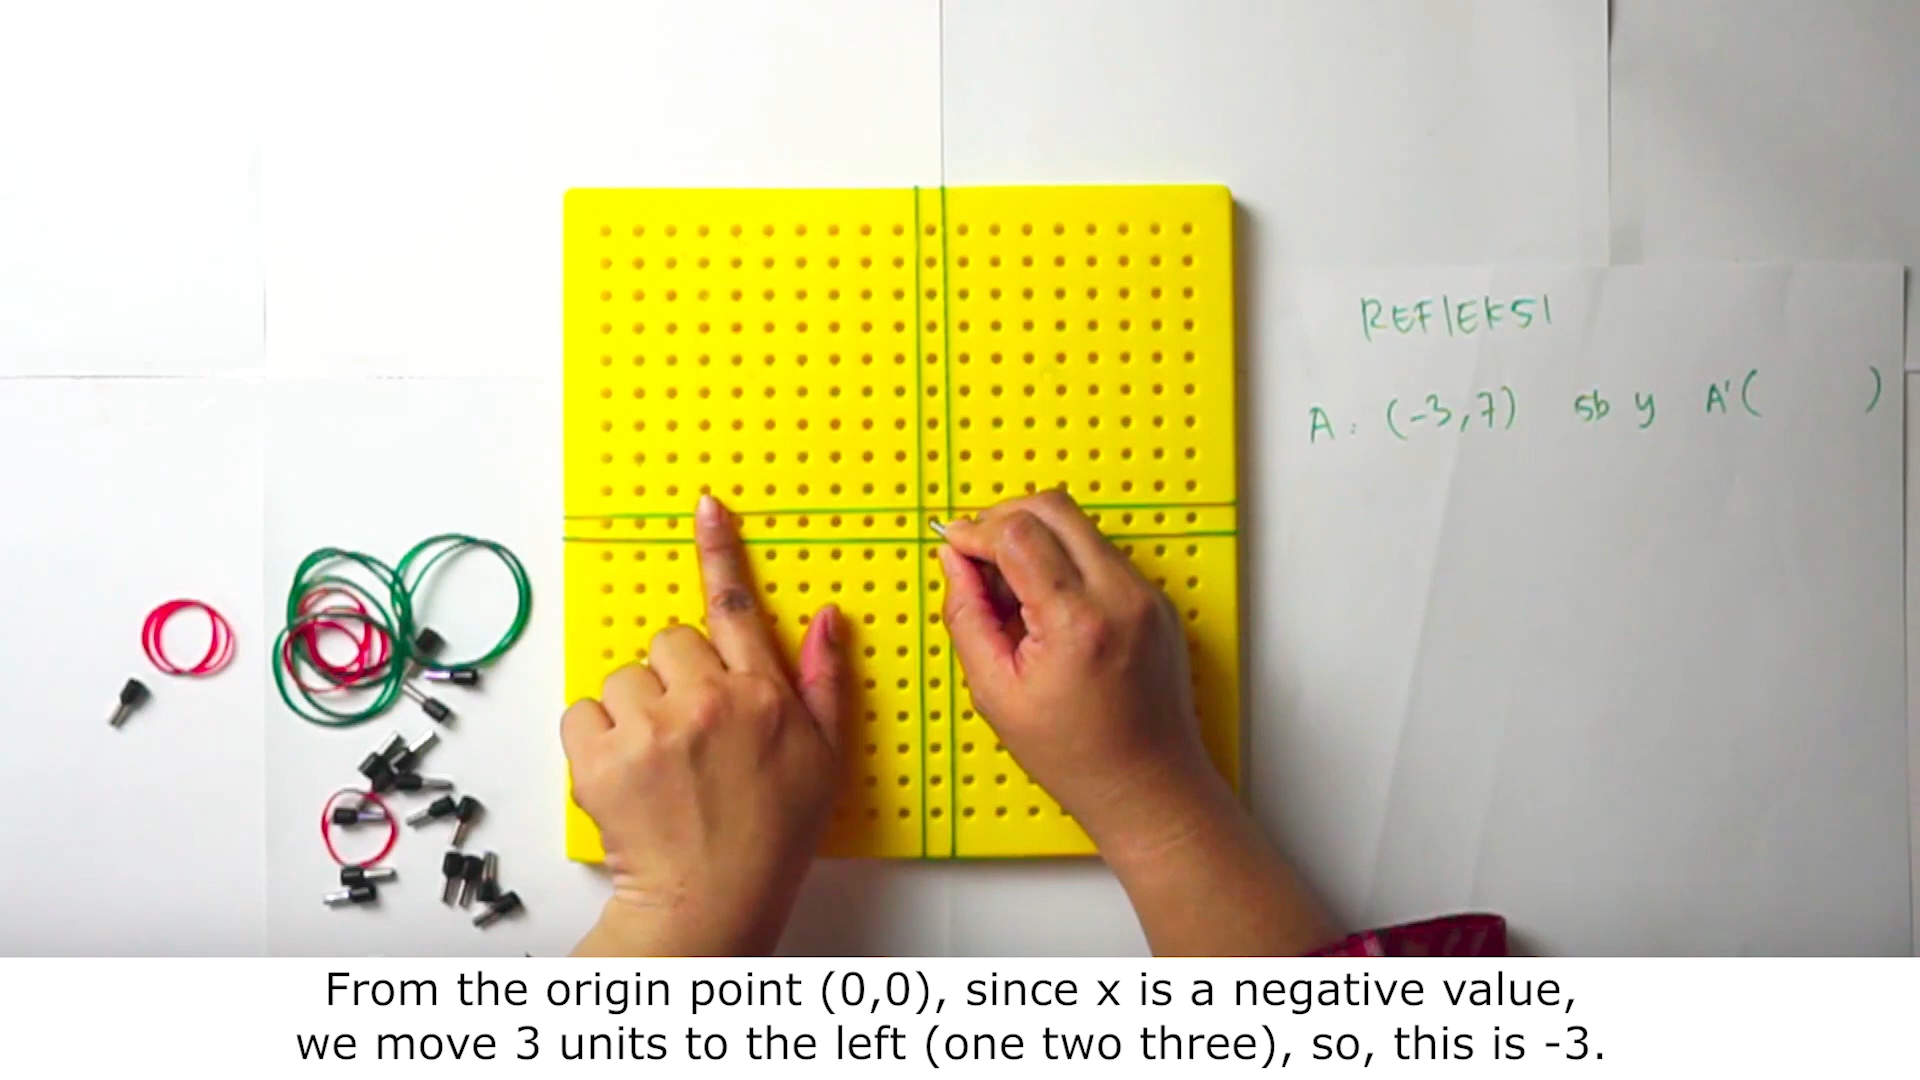 REFlEKSI
A : (-3,7) sb y A'( )
From the origin point (0,0), since x is a negative value,
we move 3 units to the left (one two three), so, this is -3.